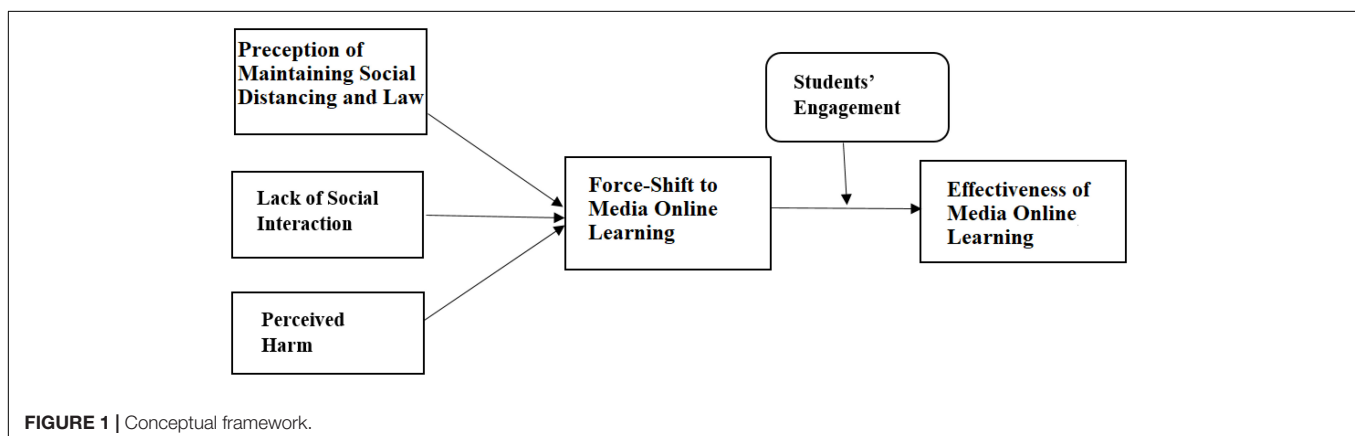 Preception of
Maintaining Social
Distancing and Law
Students'
Engagement
Lack of Social
Interaction
Force-Shift to
Media Online
Learning
Effectiveness of
Media Online
Learning
Perceived
Harm
FIGURE 1 | Conceptual framework.